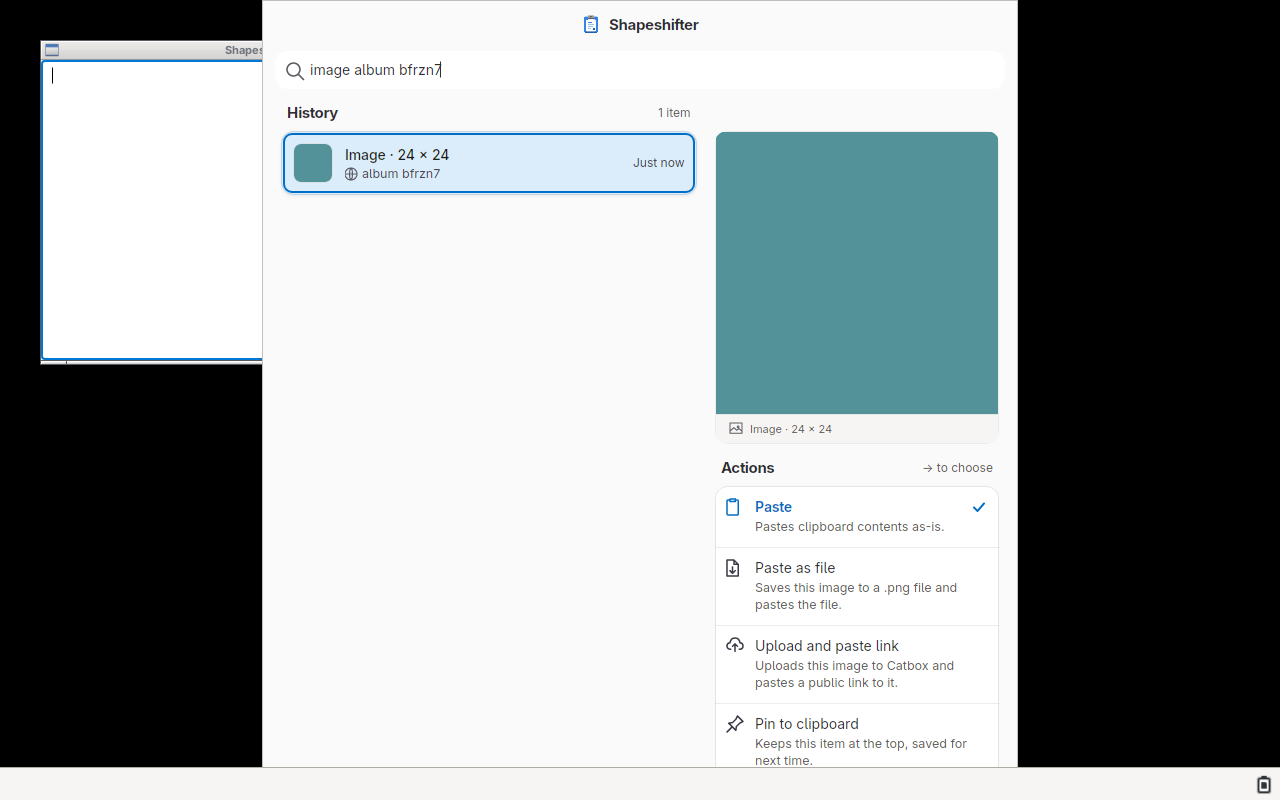 Shapeshifter
Shapes
image album bfrzn7
History
1 item
Image · 24 × 24
album bfrzn7
Just now
Image · 24 × 24
Actions
→ to choose
Paste
Pastes clipboard contents as-is.
Paste as file
Saves this image to a .png file and
pastes the file.
Upload and paste link
Uploads this image to Catbox and
pastes a public link to it.
Pin to clipboard
Keeps this item at the top, saved for
next time.